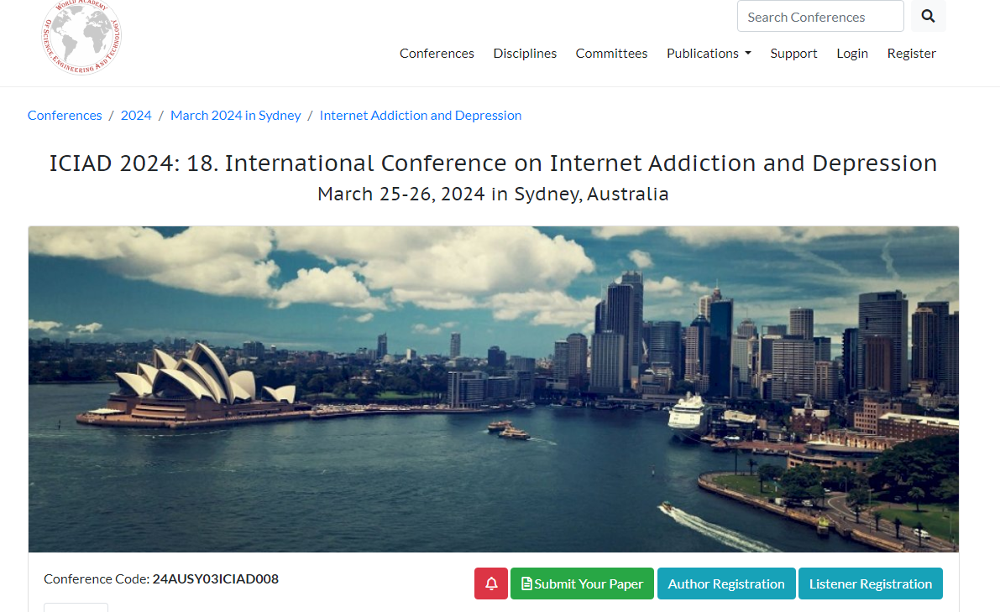 WORLD ACADEMY
OF SCIENCE, ENGINEERING AND TECHNOLOGY
Search Conferences
Conferences Disciplines Committees Publications Support Login Register
Conferences / 2024 / March 2024 in Sydney / Internet Addiction and Depression
ICIAD 2024: 18. International Conference on Internet Addiction and Depression
March 25-26, 2024 in Sydney, Australia
Conference Code: 24AUSY03ICIAD008
Submit Your Paper Author Registration Listener Registration